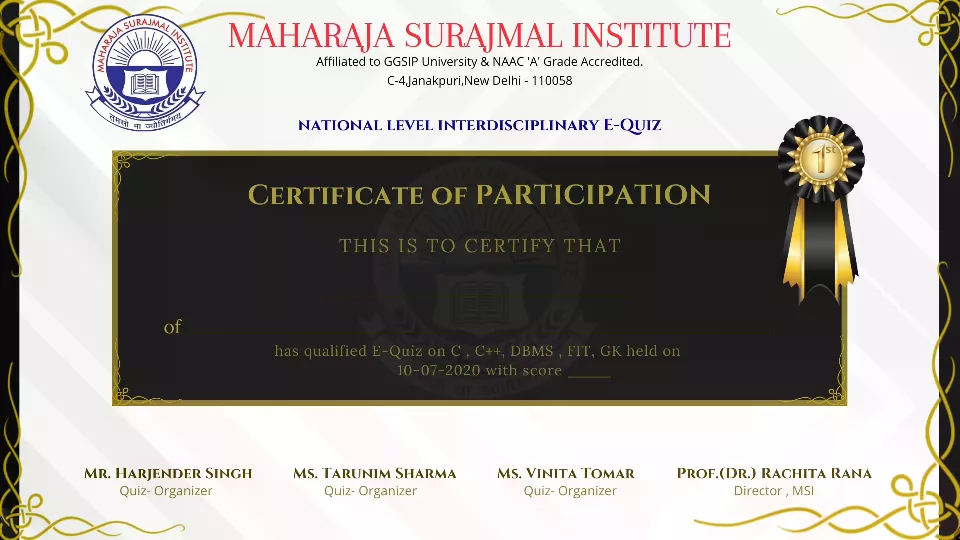 MAHARAJA SURAJMAL INSTITUTE
तमसो मा ज्योतिर्गमय
MAHARAJA SURAJMAL INSTITUTE
Affiliated to GGSIP University & NAAC 'A' Grade Accredited.
C-4,Janakpuri,New Delhi - 110058
NATIONAL LEVEL INTERDISCIPLINARY E-QUIZ
1st
CERTIFICATE OF PARTICIPATION
THIS IS TO CERTIFY THAT
of
has qualified E-Quiz on C , C++, DBMS , FIT, GK held on
10-07-2020 with score ______
MR. HARJENDER SINGH MS. TARUNIM SHARMA MS. VINITA TOMAR PROF.(DR.) RACHITA RANA
Quiz- Organizer Quiz- Organizer Quiz- Organizer Director , MSI